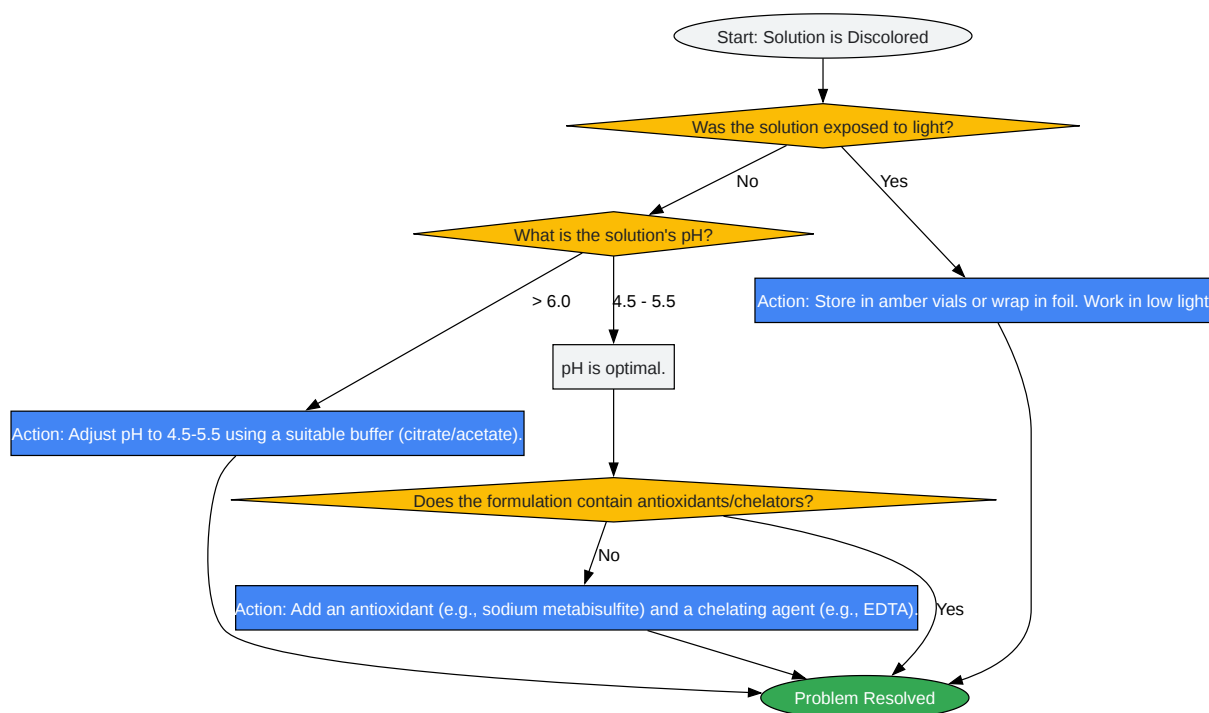 Start: Solution is Discolored
Was the solution exposed to light?
No
Yes
What is the solution's pH?
> 6.0
4.5 - 5.5
Action: Store in amber vials or wrap in foil. Work in low light
pH is optimal.
Action: Adjust pH to 4.5-5.5 using a suitable buffer (citrate/acetate).
Does the formulation contain antioxidants/chelators?
No
Action: Add an antioxidant (e.g., sodium metabisulfite) and a chelating agent (e.g., EDTA).
Yes
Problem Resolved